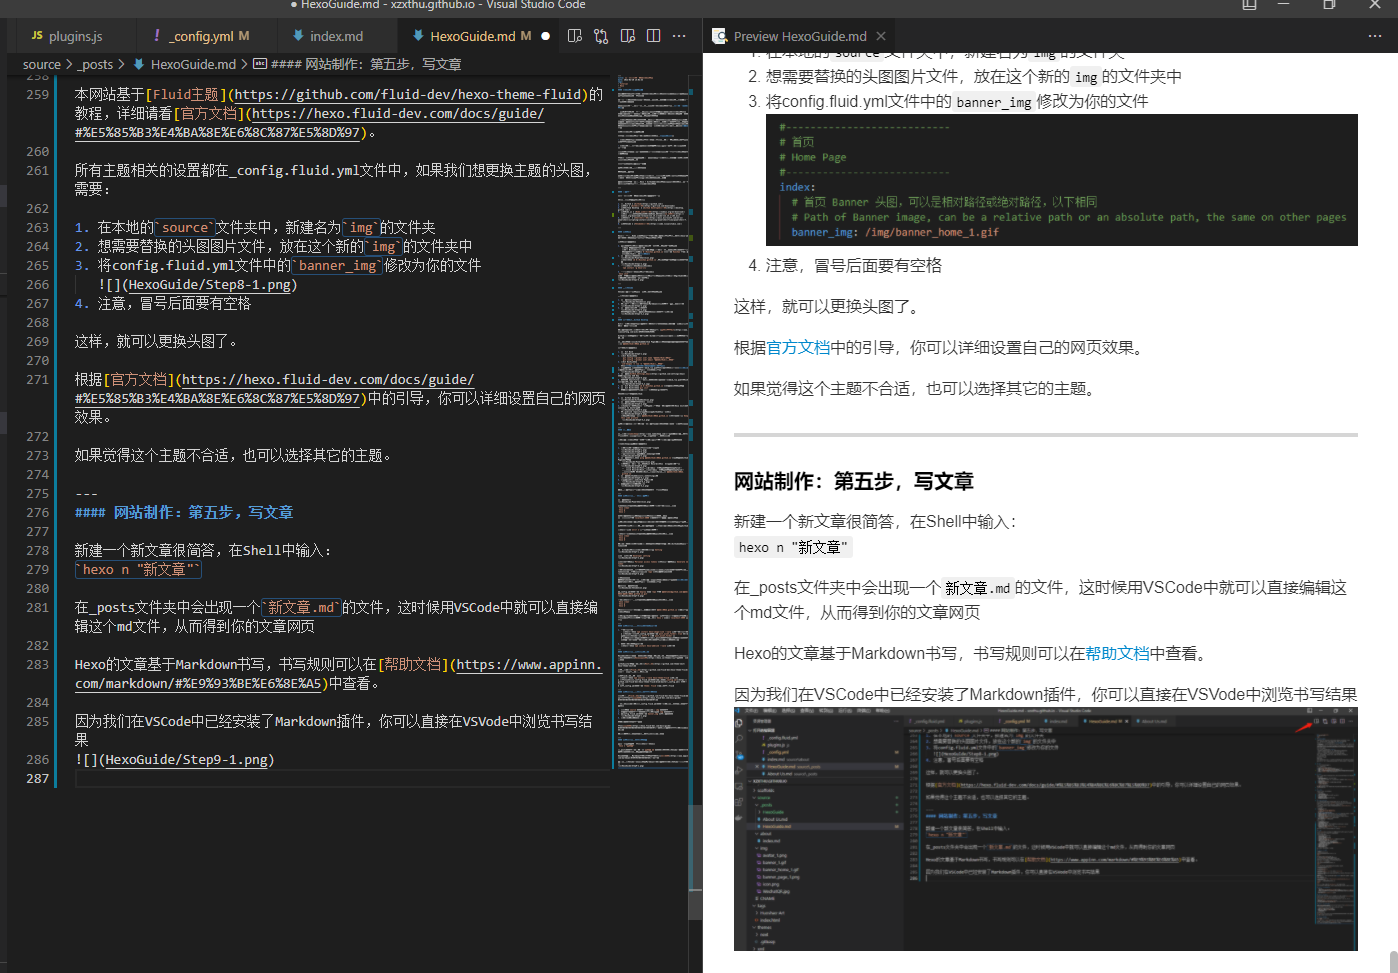 ● HexoGuide.md - xzxthu.github.io - Visual Studio Code
JS plugins.js
! _config.yml M
index.md
HexoGuide.md M ●
Preview HexoGuide.md ×
source > _posts > HexoGuide.md > #### 网站制作：第五步，写文章
258
259 本网站基于[Fluid主题](https://github.com/fluid-dev/hexo-theme-fluid)的
教程，详细请看[官方文档](https://hexo.fluid-dev.com/docs/guide/
#%E5%85%B3%E4%BA%8E%E6%8C%87%E5%8D%97)。
260
261 所有主题相关的设置都在_config.fluid.yml文件中，如果我们想更换主题的头图，
需要：
262
263 1. 在本地的`source`文件夹中，新建名为`img`的文件夹
264 2. 想需要替换的头图图片文件，放在这个新的`img`的文件夹中
265 3. 将config.fluid.yml文件中的`banner_img`修改为你的文件
266 ![](HexoGuide/Step8-1.png)
267 4. 注意，冒号后面要有空格
268
269 这样，就可以更换头图了。
270
271 根据[官方文档](https://hexo.fluid-dev.com/docs/guide/
#%E5%85%B3%E4%BA%8E%E6%8C%87%E5%8D%97)中的引导，你可以详细设置自己的网页
效果。
272
273 如果觉得这个主题不合适，也可以选择其它的主题。
274
275 ---
276 #### 网站制作：第五步，写文章
277
278 新建一个新文章很简答，在Shell中输入：
279 `hexo n "新文章"`
280
281 在_posts文件夹中会出现一个`新文章.md`的文件，这时候用VSCode中就可以直接编
辑这个md文件，从而得到你的文章网页
282
283 Hexo的文章基于Markdown书写，书写规则可以在[帮助文档](https://www.appinn.
com/markdown/#%E9%93%BE%E6%8E%A5)中查看。
284
285 因为我们在VSCode中已经安装了Markdown插件，你可以直接在VSVode中浏览书写结
果
286 ![](HexoGuide/Step9-1.png)
287
1. 在本地的 source 文件夹中，新建名为 img 的文件夹
2. 想需要替换的头图图片文件，放在这个新的 img 的文件夹中
3. 将config.fluid.yml文件中的 banner_img 修改为你的文件
#---------------------------
# 首页
# Home Page
#---------------------------
index:
# 首页 Banner 头图，可以是相对路径或绝对路径，以下相同
# Path of Banner image, can be a relative path or an absolute path, the same on other pages
banner_img: /img/banner_home_1.gif
4. 注意，冒号后面要有空格
这样，就可以更换头图了。
根据官方文档中的引导，你可以详细设置自己的网页效果。
如果觉得这个主题不合适，也可以选择其它的主题。
网站制作：第五步，写文章
新建一个新文章很简答，在Shell中输入：
hexo n "新文章"
在_posts文件夹中会出现一个 新文章.md 的文件，这时候用VSCode中就可以直接编辑这
个md文件，从而得到你的文章网页
Hexo的文章基于Markdown书写，书写规则可以在帮助文档中查看。
因为我们在VSCode中已经安装了Markdown插件，你可以直接在VSVode中浏览书写结果